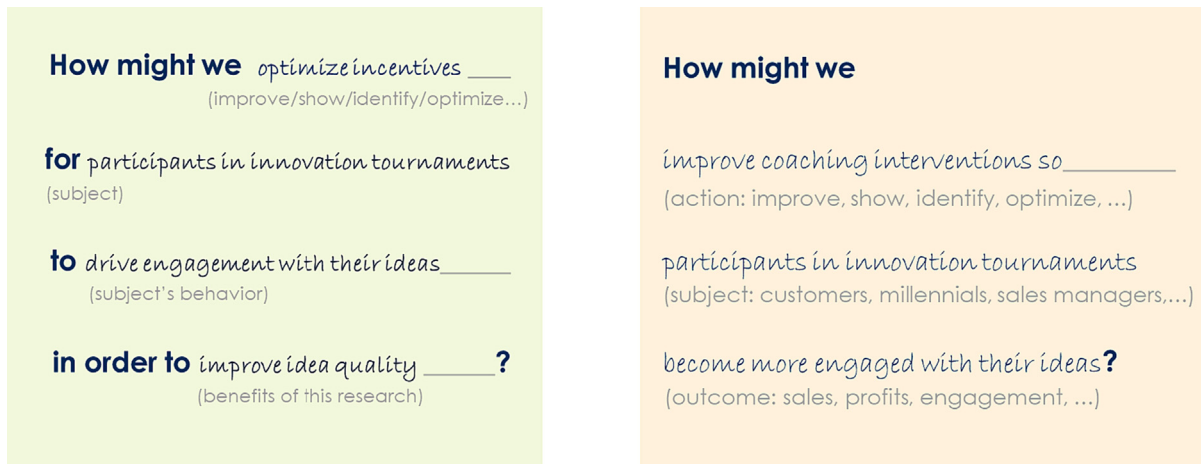 How might we optimize incentives ____
(improve/show/identify/optimize...)
for participants in innovation tournaments
(subject)
to drive engagement with their ideas______
(subject's behavior)
in order to improve idea quality ______?
(benefits of this research)
How might we
improve coaching interventions so_________
(action: improve, show, identify, optimize, ...)
participants in innovation tournaments
(subject: customers, millennials, sales managers,...)
become more engaged with their ideas?
(outcome: sales, profits, engagement, ...)